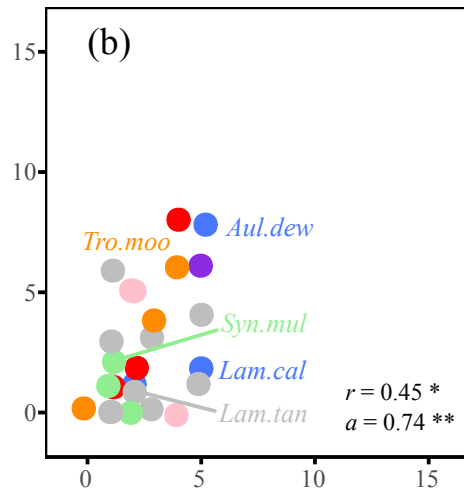 (b)
15
10
5
0
Aul.dew
Tro.moo
Syn.mul
Lam.cal
Lam.tan
r = 0.45 *
a = 0.74 **
0 5 10 15